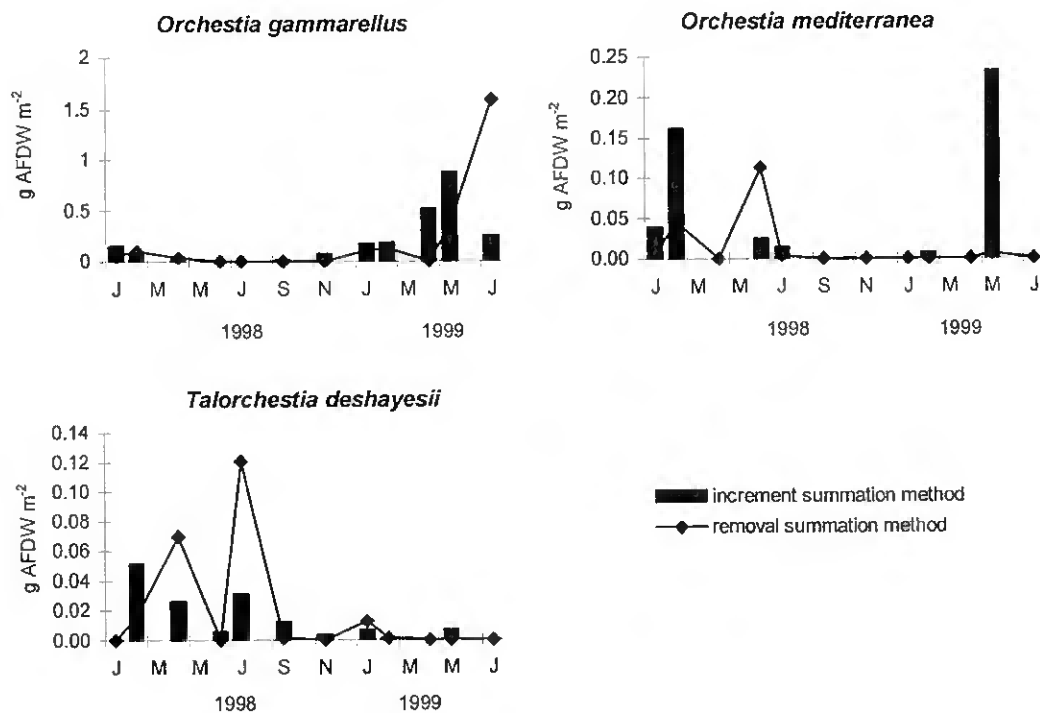 Orchestia gammarellus
g AFDW m-2
2
1.5
1
0.5
0
J M M J S N J M M J
1998 1999
Orchestia mediterranea
g AFDW m-2
0.25
0.20
0.15
0.10
0.05
0.00
J M M J S N J M M J
1998 1999
Talorchestia deshayesii
g AFDW m-2
0.14
0.12
0.10
0.08
0.06
0.04
0.02
0.00
J M M J S N J M M J
1998 1999
increment summation method
removal summation method